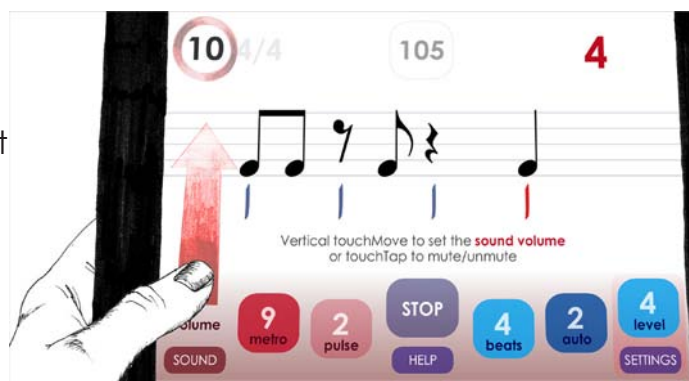 10 4/4 105 4
Vertical touchMove to set the sound volume
or touchTap to mute/unmute
9 metro
2 pulse
STOP
4 beats
2 auto
4 level
SOUND HELP SETTINGS